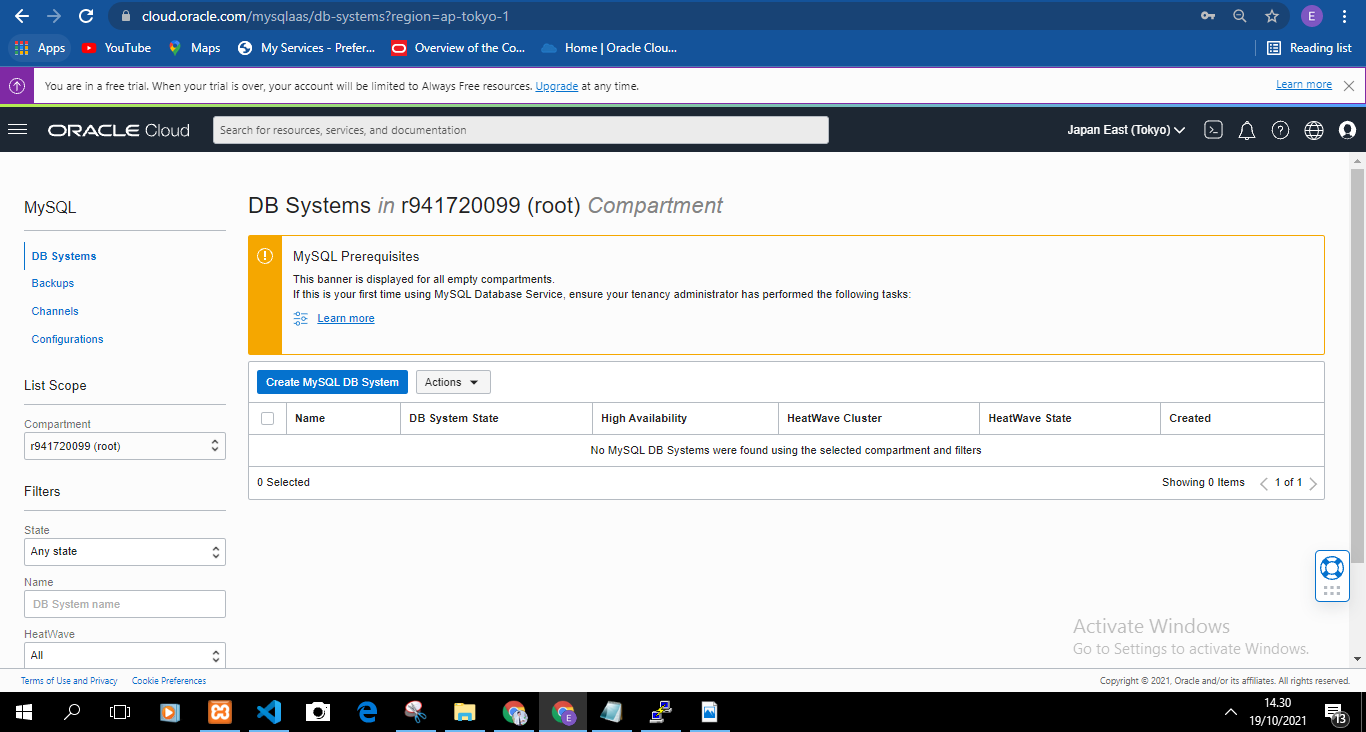 cloud.oracle.com/mysqlaas/db-systems?region=ap-tokyo-1
E
Apps
YouTube
Maps
My Services - Prefer...
Overview of the Co...
Home | Oracle Clou...
Reading list
You are in a free trial. When your trial is over, your account will be limited to Always Free resources. Upgrade at any time.
Learn more
ORACLE Cloud
Search for resources, services, and documentation
Japan East (Tokyo)
MySQL
DB Systems
Backups
Channels
Configurations
List Scope
Compartment
r941720099 (root)
Filters
State
Any state
Name
DB System name
HeatWave
All
DB Systems in r941720099 (root) Compartment
MySQL Prerequisites
This banner is displayed for all empty compartments.
If this is your first time using MySQL Database Service, ensure your tenancy administrator has performed the following tasks:
Learn more
Create MySQL DB System
Actions
Name
DB System State
High Availability
HeatWave Cluster
HeatWave State
Created
No MySQL DB Systems were found using the selected compartment and filters
0 Selected
Showing 0 Items
1 of 1
Activate Windows
Go to Settings to activate Windows.
Terms of Use and Privacy
Cookie Preferences
Copyright © 2021, Oracle and/or its affiliates. All rights reserved.
E
14.30
19/10/2021
13